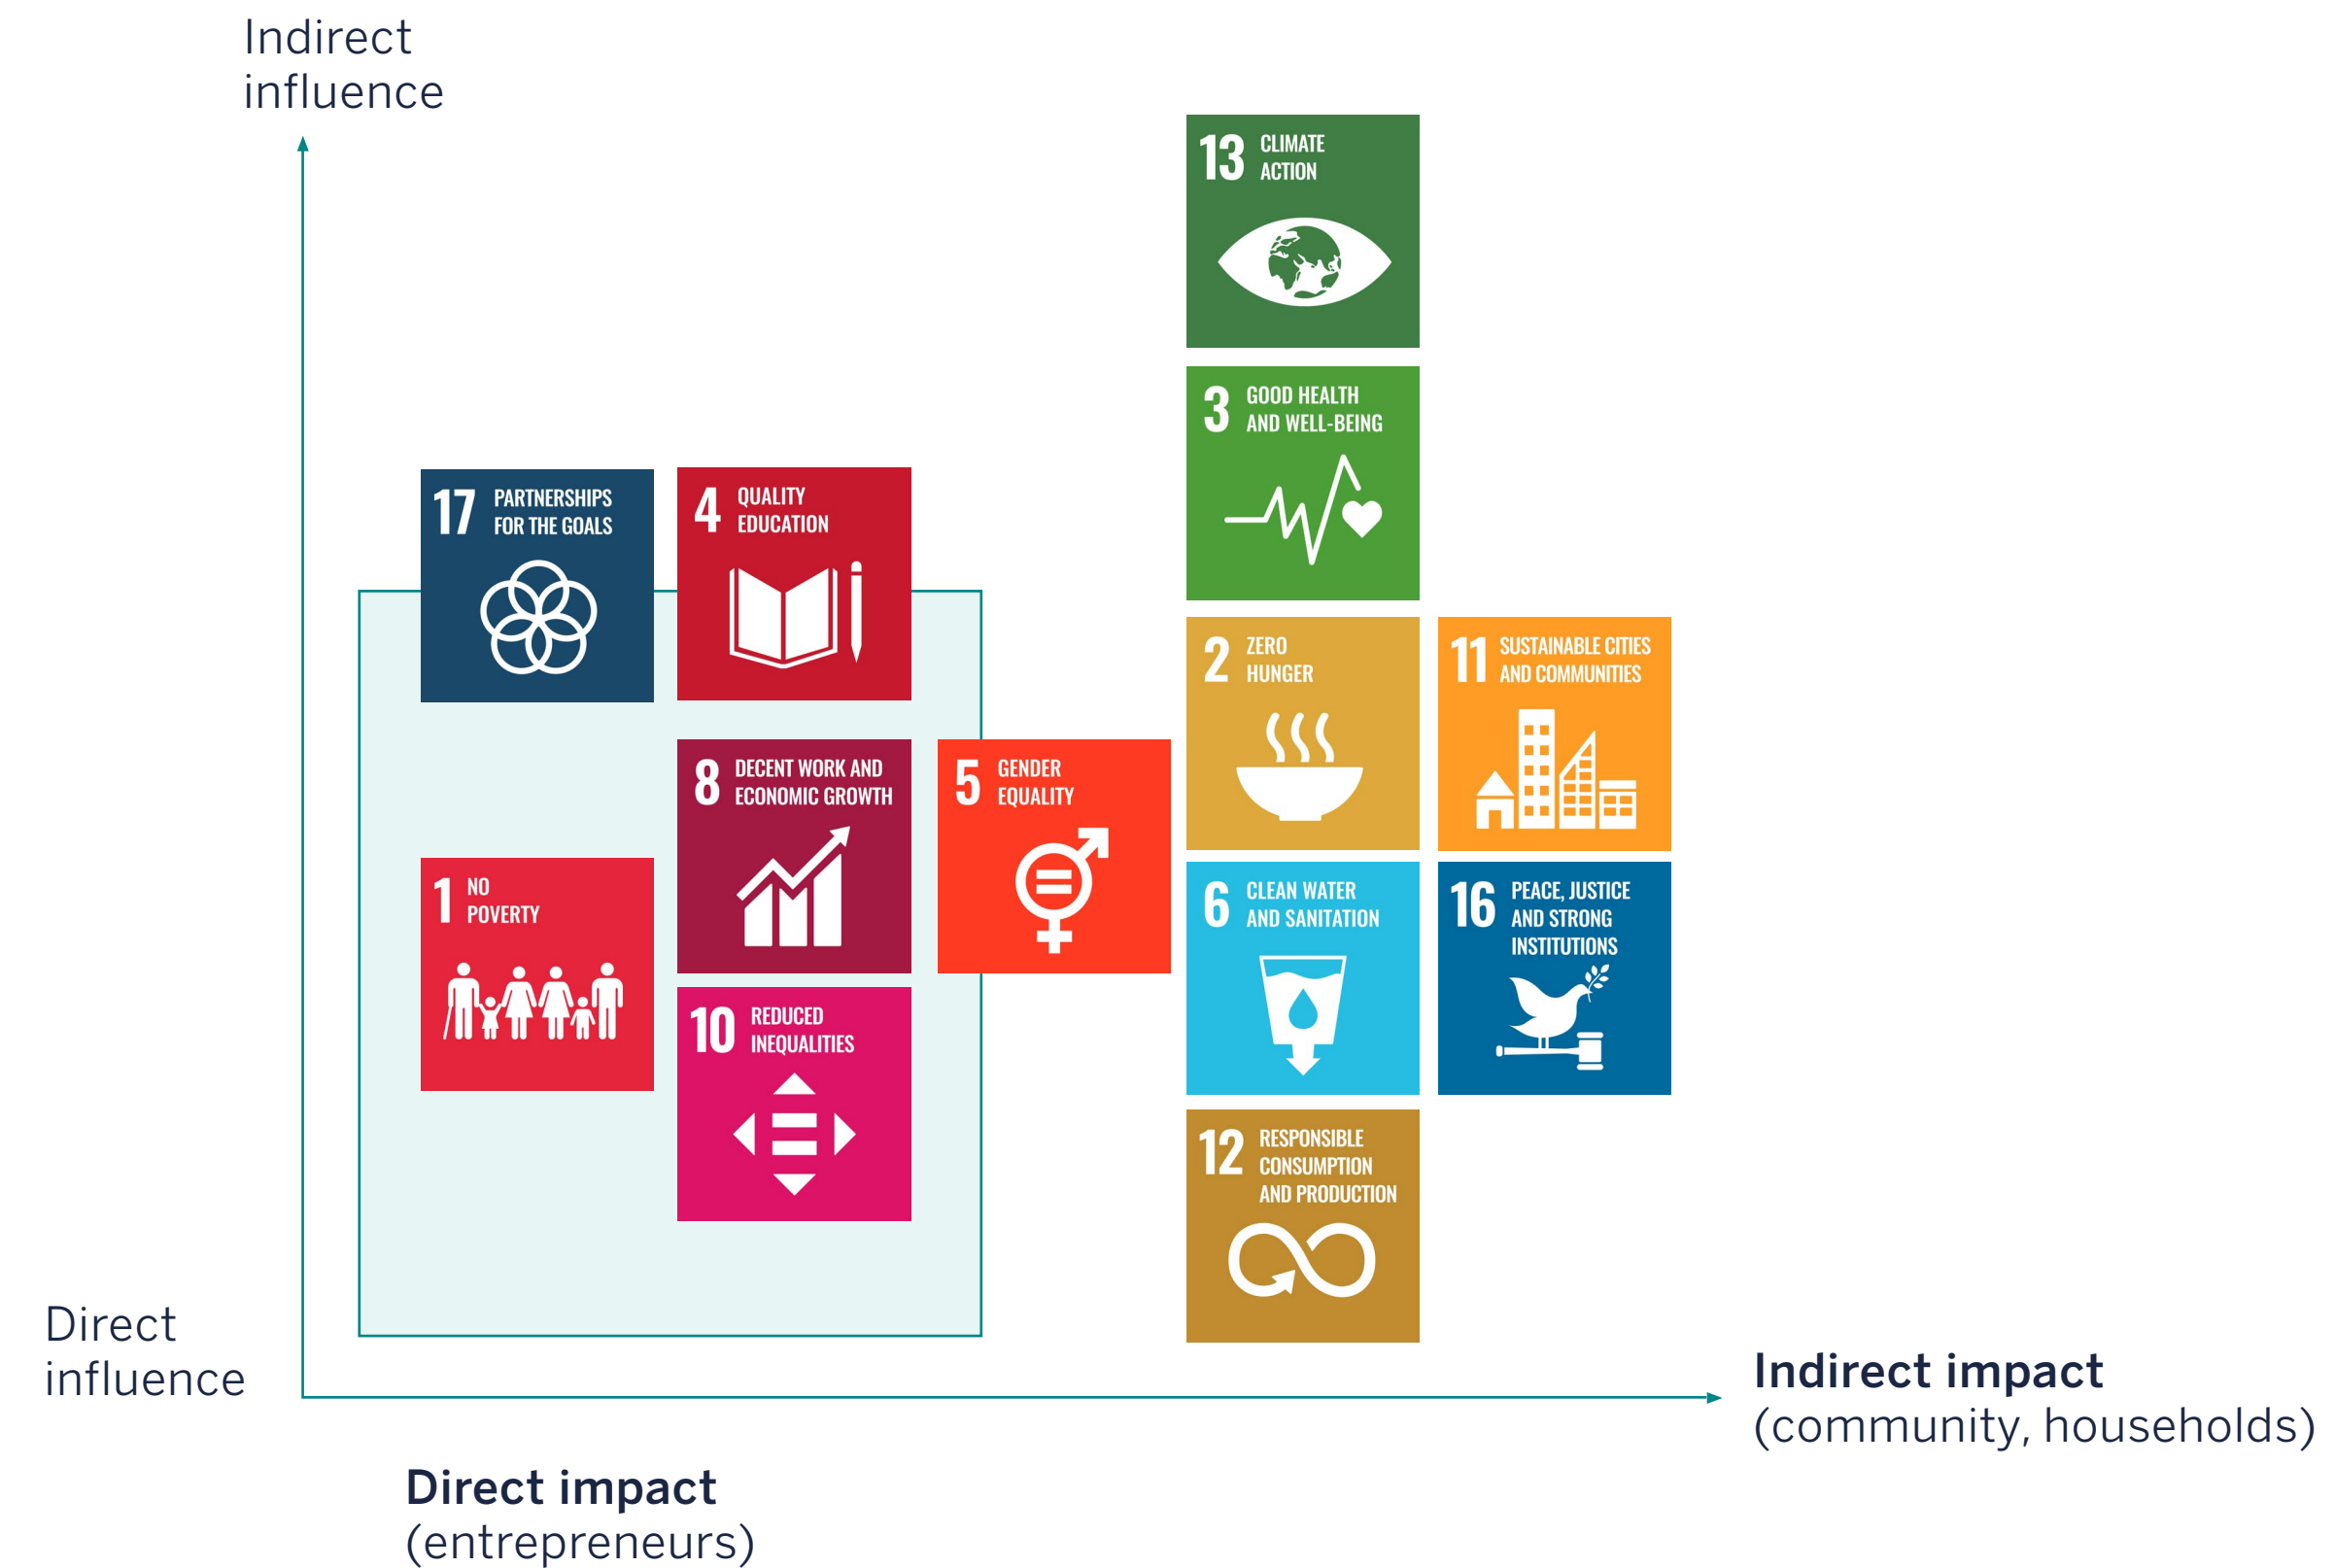 Indirect
influence
13 CLIMATE
ACTION
3 GOOD HEALTH
AND WELL-BEING
17 PARTNERSHIPS
FOR THE GOALS
4 QUALITY
EDUCATION
2 ZERO
HUNGER
11 SUSTAINABLE CITIES
AND COMMUNITIES
8 DECENT WORK AND
ECONOMIC GROWTH
5 GENDER
EQUALITY
1 NO
POVERTY
6 CLEAN WATER
AND SANITATION
16 PEACE, JUSTICE
AND STRONG
INSTITUTIONS
10 REDUCED
INEQUALITIES
12 RESPONSIBLE
CONSUMPTION
AND PRODUCTION
Direct
influence
Indirect impact
(community, households)
Direct impact
(entrepreneurs)